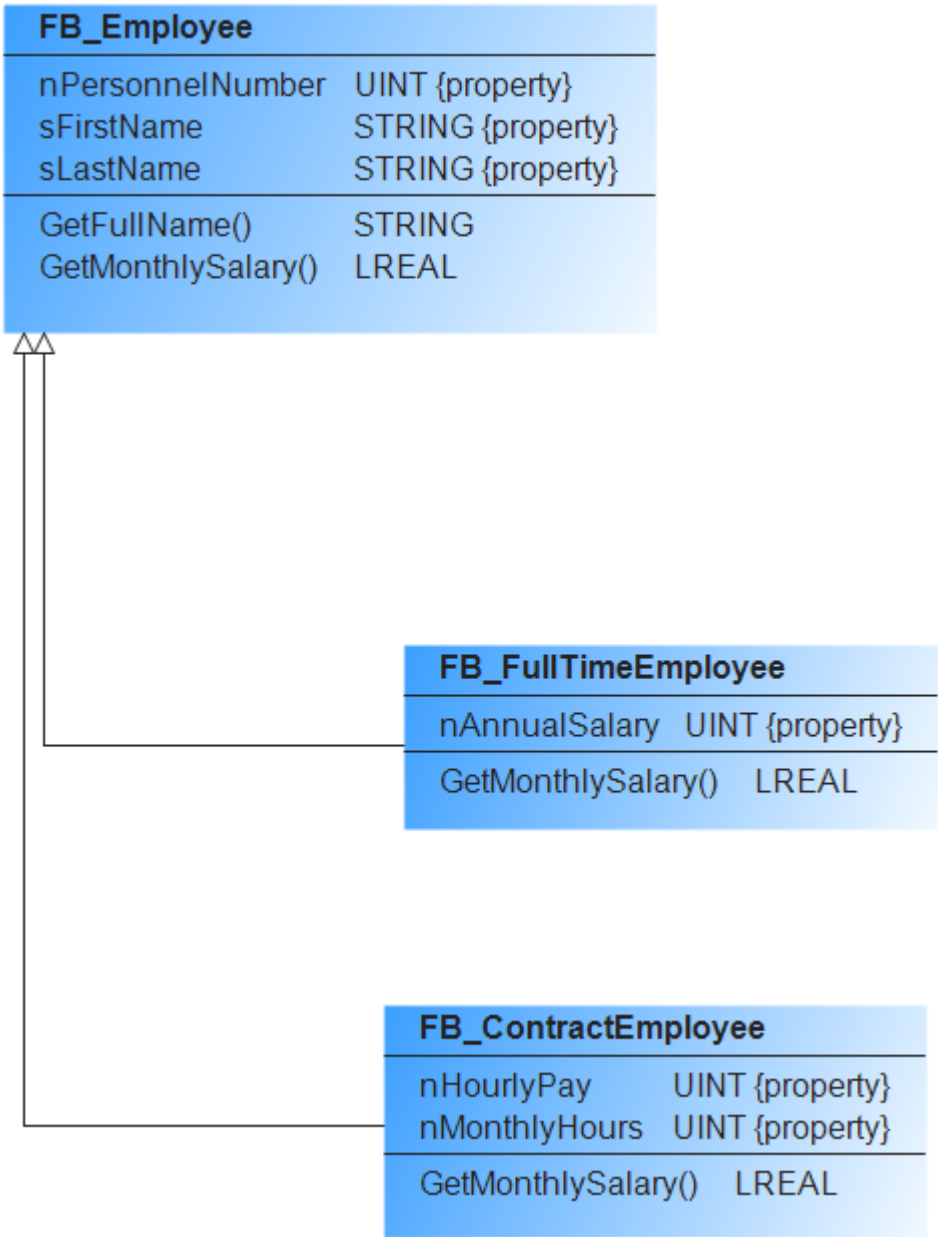 FB_Employee
nPersonnelNumber UINT {property}
sFirstName STRING {property}
sLastName STRING {property}
GetFullName() STRING
GetMonthlySalary() LREAL
FB_FullTimeEmployee
nAnnualSalary UINT {property}
GetMonthlySalary() LREAL
FB_ContractEmployee
nHourlyPay UINT {property}
nMonthlyHours UINT {property}
GetMonthlySalary() LREAL